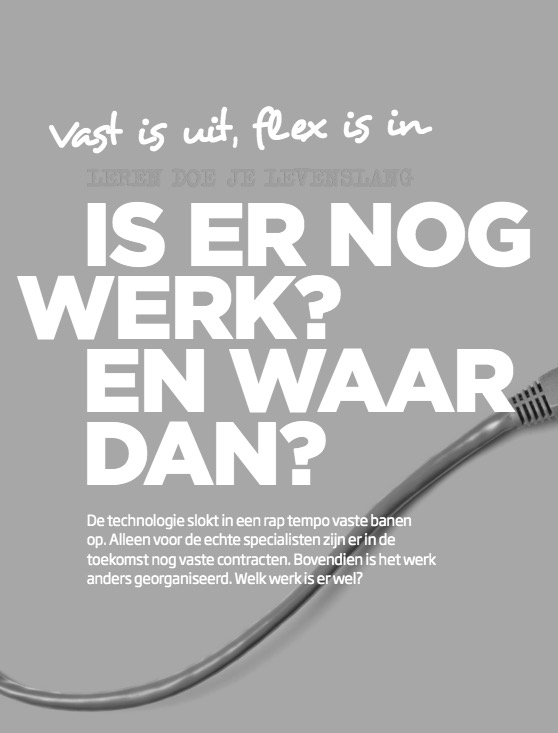 Vast is uit, flex is in
LEREN DOE JE LEVENSLANG
IS ER NOG
WERK?
EN WAAR
DAN?
De technologie slokt in een rap tempo vaste banen
op. Alleen voor de echte specialisten zijn er in de
toekomst nog vaste contracten. Bovendien is het werk
anders georganiseerd. Welk werk is er wel?